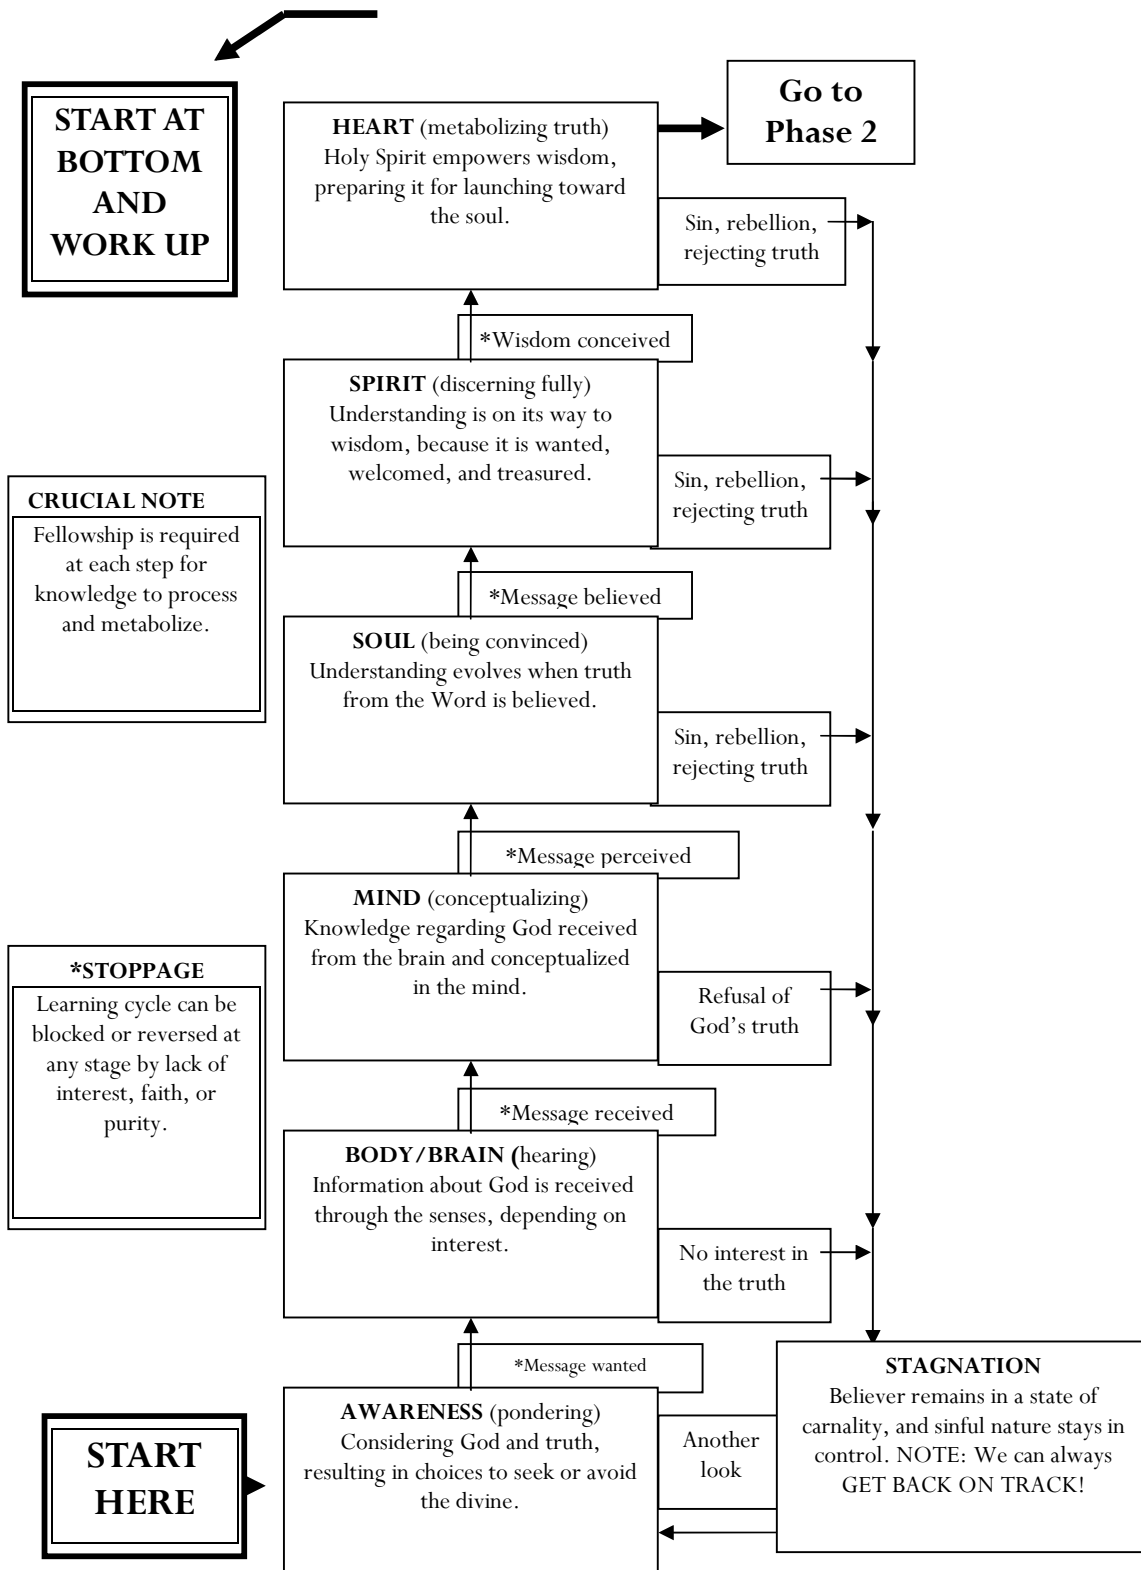 START AT
BOTTOM
AND
WORK UP
Go to
Phase 2
HEART (metabolizing truth)
Holy Spirit empowers wisdom,
preparing it for launching toward
the soul.
Sin, rebellion,
rejecting truth
*Wisdom conceived
SPIRIT (discerning fully)
Understanding is on its way to
wisdom, because it is wanted,
welcomed, and treasured.
Sin, rebellion,
rejecting truth
CRUCIAL NOTE
Fellowship is required
at each step for
knowledge to process
and metabolize.
*Message believed
SOUL (being convinced)
Understanding evolves when truth
from the Word is believed.
Sin, rebellion,
rejecting truth
*Message perceived
MIND (conceptualizing)
Knowledge regarding God received
from the brain and conceptualized
in the mind.
Refusal of
God’s truth
*STOPPAGE
Learning cycle can be
blocked or reversed at
any stage by lack of
interest, faith, or
purity.
*Message received
BODY/BRAIN (hearing)
Information about God is received
through the senses, depending on
interest.
No interest in
the truth
*Message wanted
AWARENESS (pondering)
Considering God and truth,
resulting in choices to seek or avoid
the divine.
START
HERE
Another
look
STAGNATION
Believer remains in a state of
carnality, and sinful nature stays in
control. NOTE: We can always
GET BACK ON TRACK!